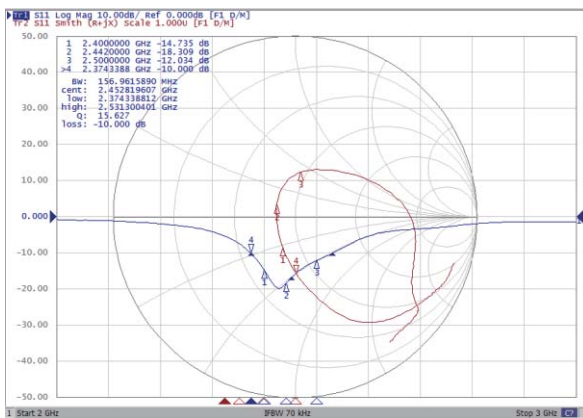 Tr1 S11 Log Mag 10.00dB/ Ref 0.000dB [F1 D/M]
Tr2 S11 Smith (R+jX) Scale 1.000U [F1 D/M]
50.00
1 2.4000000 GHz -14.735 dB
2 2.4420000 GHz -18.309 dB
3 2.5000000 GHz -12.034 dB
>4 2.3743388 GHz -10.000 dB
BW: 156.9615890 MHz
cent: 2.452819607 GHz
low: 2.374338812 GHz
high: 2.531300401 GHz
Q: 15.627
loss: -10.000 dB
40.00
30.00
20.00
10.00
0.000
-10.00
-20.00
-30.00
-40.00
-50.00
3
2
1
4
4
1
2
3
1 Start 2 GHz
IFBW 70 kHz
Stop 3 GHz